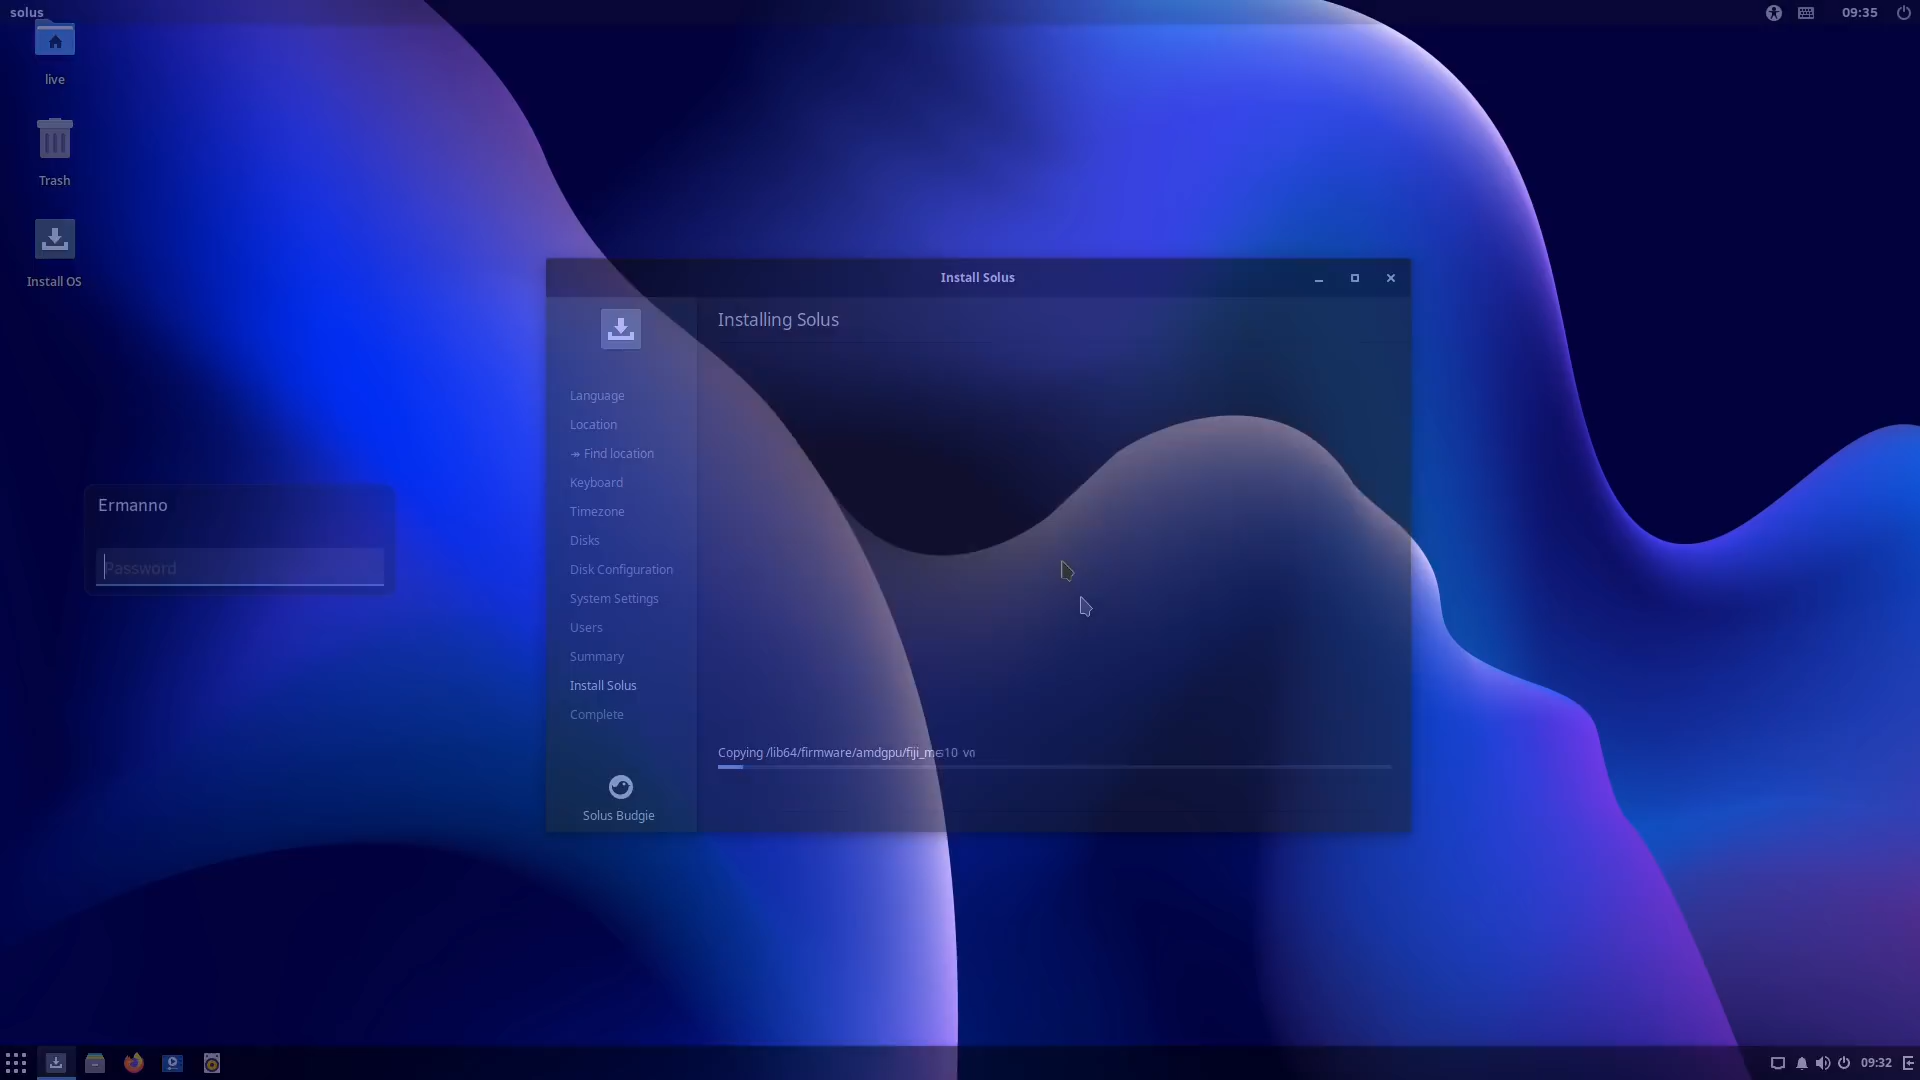 solus
09:35
live
Trash
Install OS
Install Solus
Installing Solus
Language
Location
↠ Find location
Keyboard
Timezone
Disks
Disk Configuration
System Settings
Users
Summary
Install Solus
Complete
Solus Budgie
Copying /lib64/firmware/amdgpu/fiji_m
Ermanno
Password
09:32